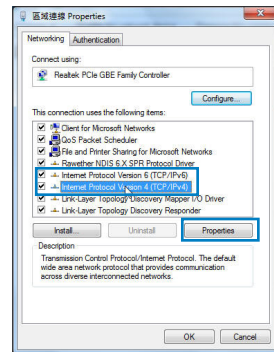 區域連線 Properties
Networking Authentication
Connect using:
Realtek PCIe GBE Family Controller
Configure...
This connection uses the following items:
Client for Microsoft Networks
QoS Packet Scheduler
File and Printer Sharing for Microsoft Networks
Rawether NDIS 6.X SPR Protocol Driver
Internet Protocol Version 6 (TCP/IPv6)
Internet Protocol Version 4 (TCP/IPv4)
Link-Layer Topology Discovery Mapper I/O Driver
Link-Layer Topology Discovery Responder
Install... Uninstall Properties
Description
Transmission Control Protocol/Internet Protocol. The default
wide area network protocol that provides communication
across diverse interconnected networks.
OK Cancel